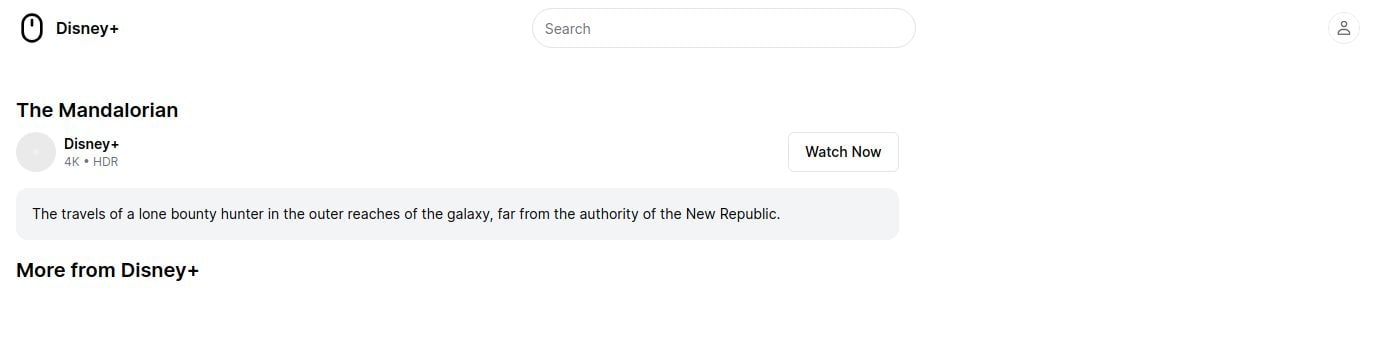 Disney+
Search
The Mandalorian
Disney+
4K • HDR
Watch Now
The travels of a lone bounty hunter in the outer reaches of the galaxy, far from the authority of the New Republic.
More from Disney+